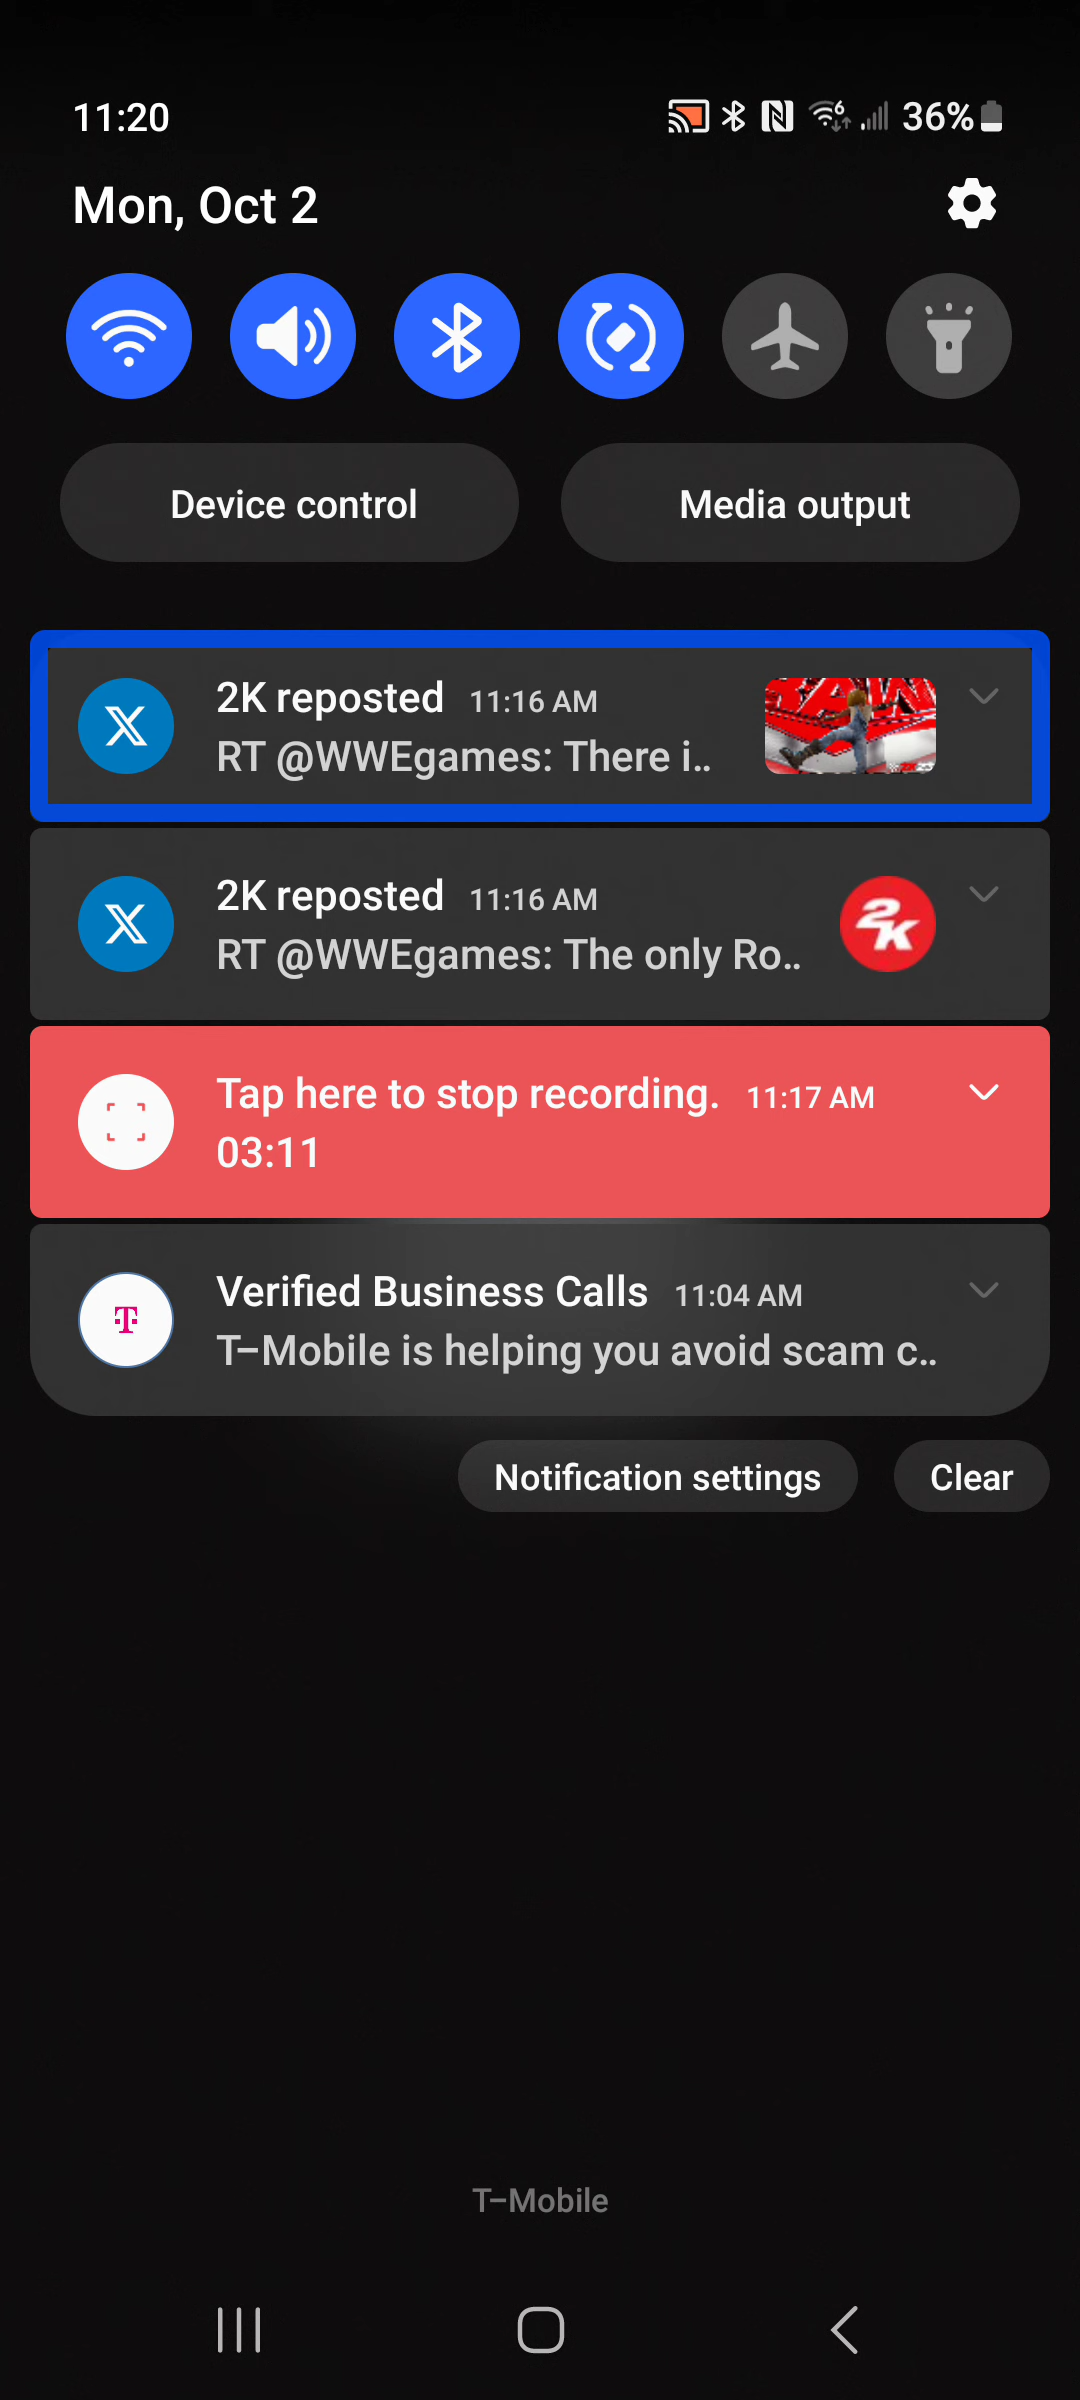 11:20
6 36%
Mon, Oct 2
Device control
Media output
2K reposted 11:16 AM
RT @WWEgames: There i..
2K reposted 11:16 AM
RT @WWEgames: The only Ro..
2K
Tap here to stop recording. 11:17 AM
03:11
Verified Business Calls 11:04 AM
T-Mobile is helping you avoid scam c..
T
Notification settings
Clear
T-Mobile